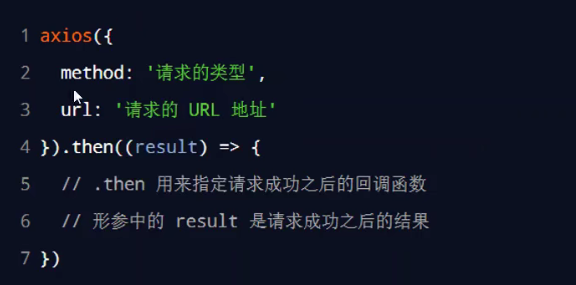 1 axios({
2   method: '请求的类型',
3   url: '请求的 URL 地址'
4 }).then((result) => {
5   // .then 用来指定请求成功之后的回调函数
6   // 形参中的 result 是请求成功之后的结果
7 })